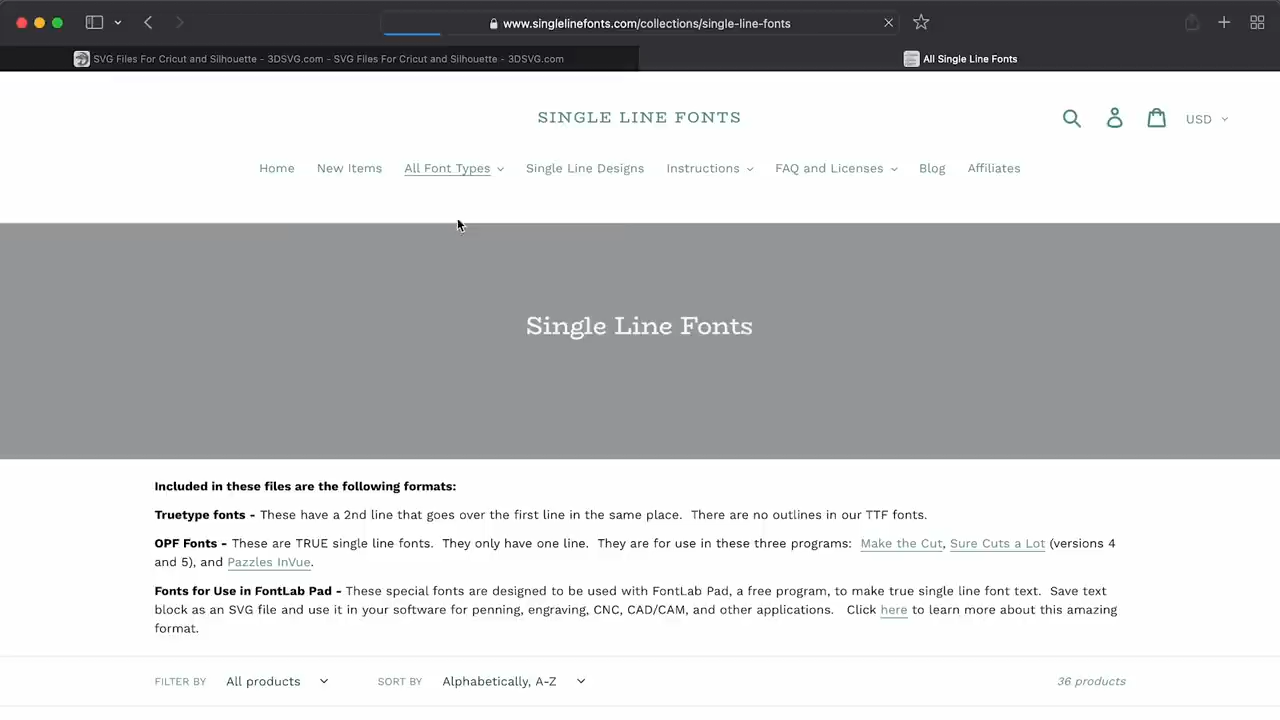 www.singlelinefonts.com/collections/single-line-fonts
SVG Files For Cricut and Silhouette - 3DSVG.com - SVG Files For Cricut and Silhouette - 3DSVG.com
All Single Line Fonts
SINGLE LINE FONTS
USD
Home New Items All Font Types Single Line Designs Instructions FAQ and Licenses Blog Affiliates
Single Line Fonts
Included in these files are the following formats:
Truetype fonts - These have a 2nd line that goes over the first line in the same place. There are no outlines in our TTF fonts.
OPF Fonts - These are TRUE single line fonts. They only have one line. They are for use in these three programs: Make the Cut, Sure Cuts a Lot (versions 4
and 5), and Pazzles InVue.
Fonts for Use in FontLab Pad - These special fonts are designed to be used with FontLab Pad, a free program, to make true single line font text. Save text
block as an SVG file and use it in your software for penning, engraving, CNC, CAD/CAM, and other applications. Click here to learn more about this amazing
format.
FILTER BY All products SORT BY Alphabetically, A-Z 36 products